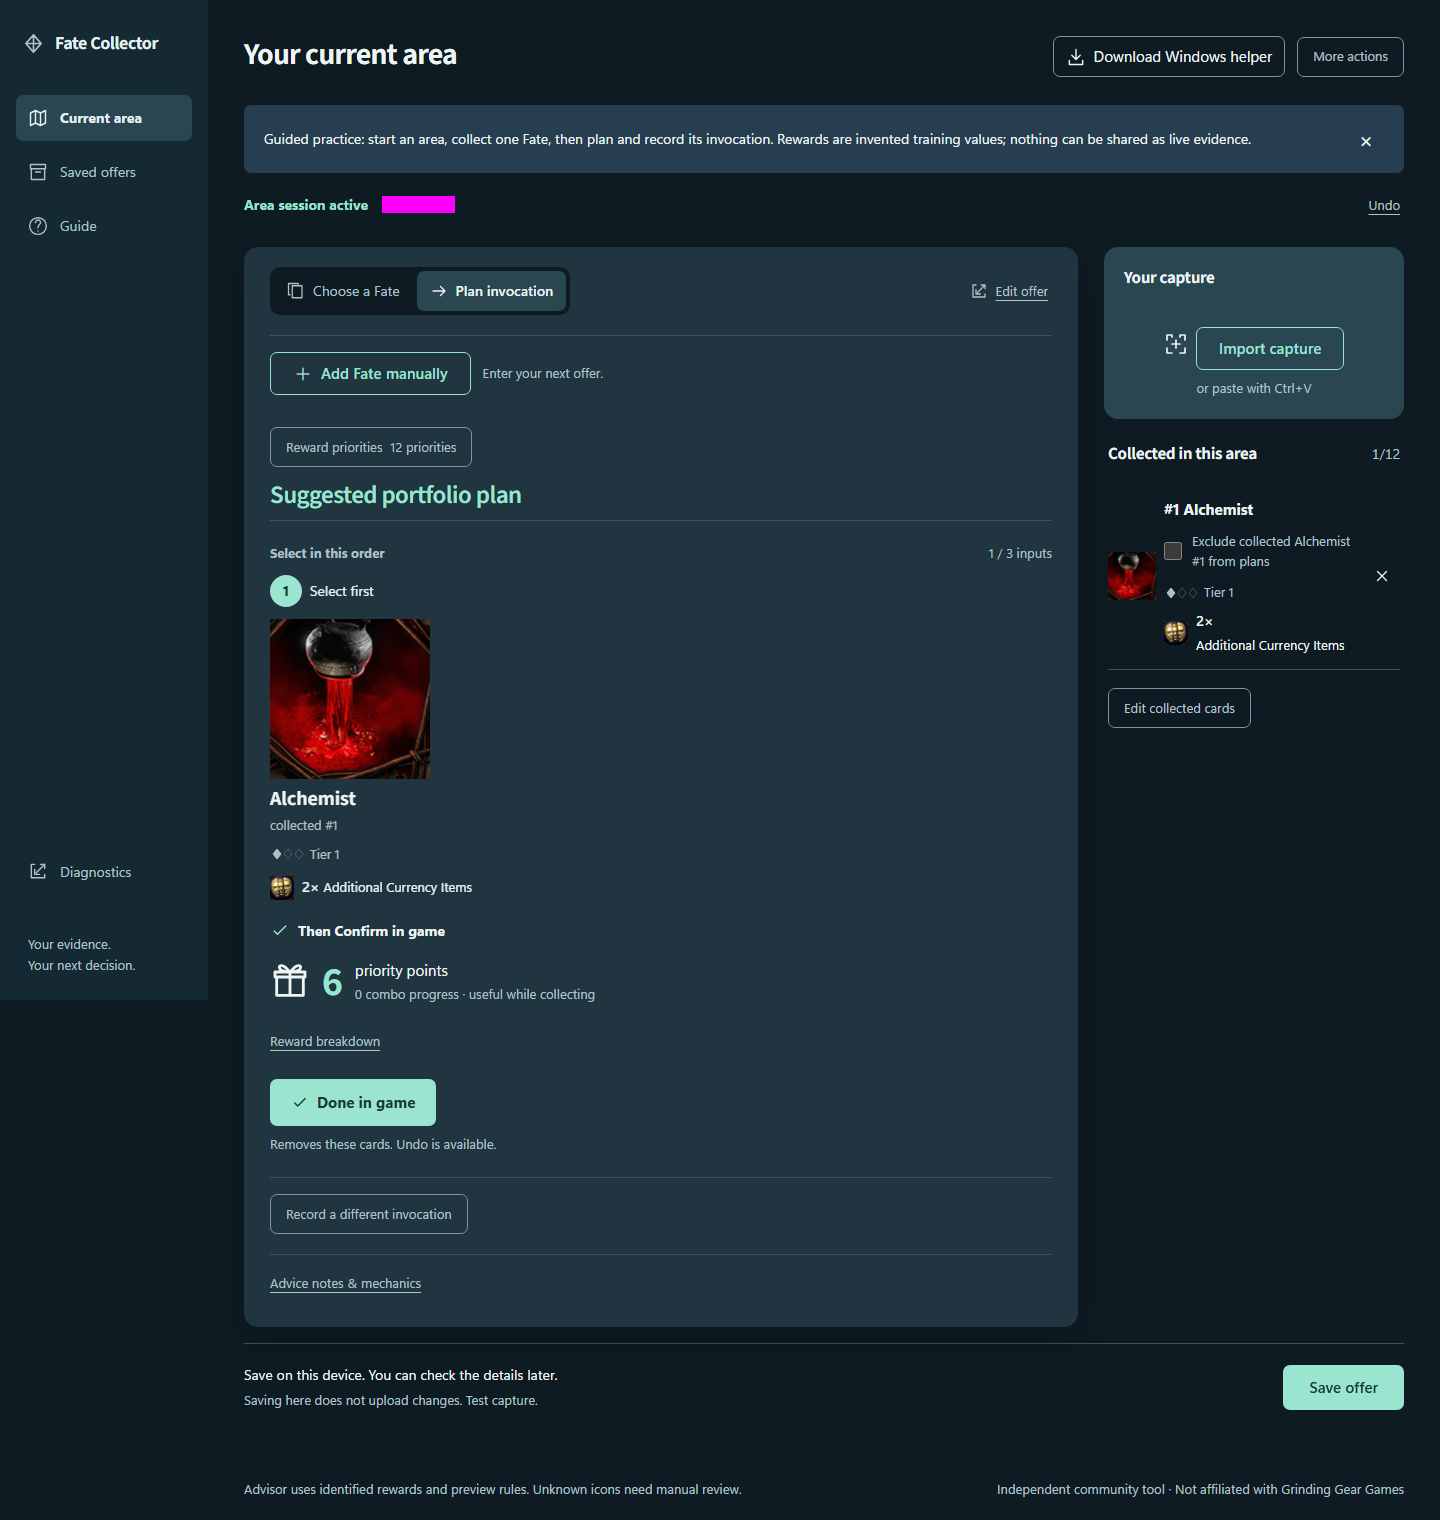 Fate Collector
Current area
Saved offers
Guide
Diagnostics
Your evidence.
Your next decision.
Your current area
Download Windows helper
More actions
Guided practice: start an area, collect one Fate, then plan and record its invocation. Rewards are invented training values; nothing can be shared as live evidence.
Area session active
Undo
Choose a Fate
Plan invocation
Edit offer
Add Fate manually
Enter your next offer.
Reward priorities 12 priorities
Suggested portfolio plan
Select in this order
1 / 3 inputs
1 Select first
Alchemist
collected #1
Tier 1
2× Additional Currency Items
Then Confirm in game
6
priority points
0 combo progress · useful while collecting
Reward breakdown
Done in game
Removes these cards. Undo is available.
Record a different invocation
Advice notes & mechanics
Your capture
Import capture
or paste with Ctrl+V
Collected in this area
1/12
#1 Alchemist
Exclude collected Alchemist
#1 from plans
Tier 1
2×
Additional Currency Items
Edit collected cards
Save on this device. You can check the details later.
Saving here does not upload changes. Test capture.
Save offer
Advisor uses identified rewards and preview rules. Unknown icons need manual review.
Independent community tool · Not affiliated with Grinding Gear Games